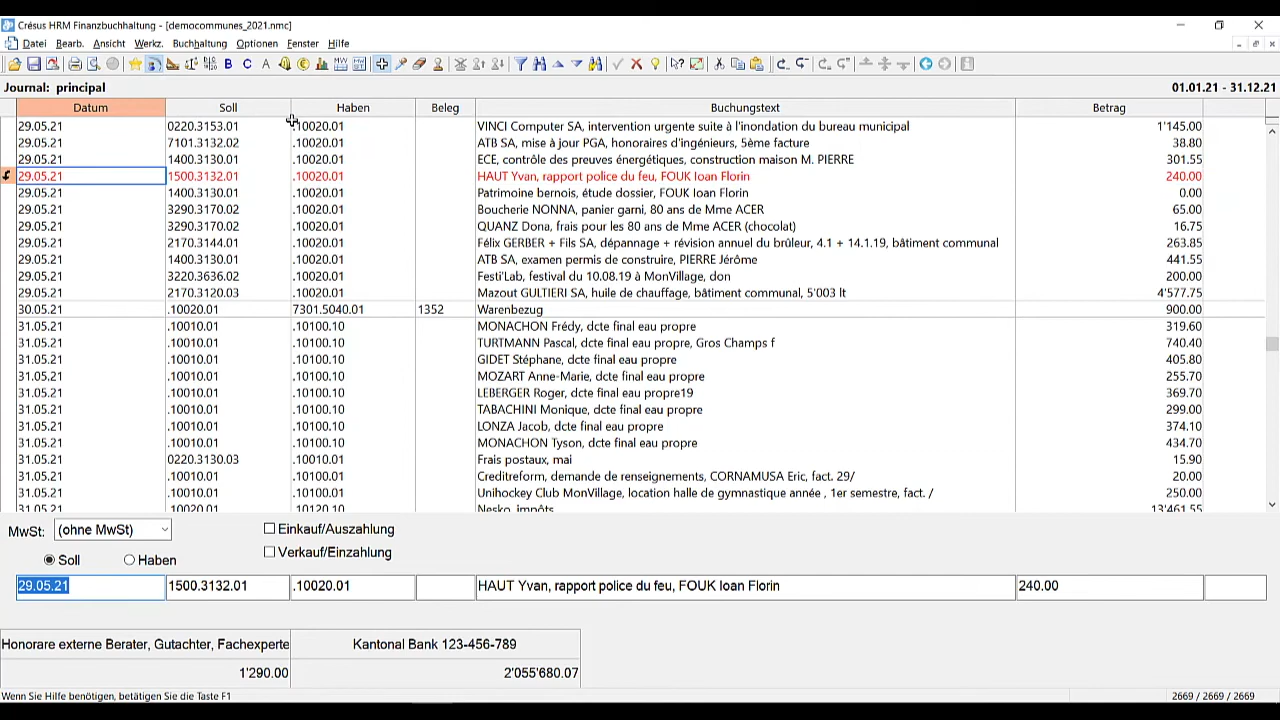 Crésus HRM Finanzbuchhaltung - [democommunes_2021.nmc]
Datei Bearb. Ansicht Werkz. Buchhaltung Optionen Fenster Hilfe
Journal: principal 01.01.21 - 31.12.21
Datum Soll Haben Beleg Buchungstext Betrag
29.05.21 0220.3153.01 .10020.01 VINCI Computer SA, intervention urgente suite à l'inondation du bureau municipal 1'145.00
29.05.21 7101.3132.02 .10020.01 ATB SA, mise à jour PGA, honoraires d'ingénieurs, 5ème facture 38.80
29.05.21 1400.3130.01 .10020.01 ECE, contrôle des preuves énergétiques, construction maison M. PIERRE 301.55
29.05.21 1500.3132.01 .10020.01 HAUT Yvan, rapport police du feu, FOUK Ioan Florin 240.00
29.05.21 1400.3130.01 .10020.01 Patrimoine bernois, étude dossier, FOUK Ioan Florin 0.00
29.05.21 3290.3170.02 .10020.01 Boucherie NONNA, panier garni, 80 ans de Mme ACER 65.00
29.05.21 3290.3170.02 .10020.01 QUANZ Dona, frais pour les 80 ans de Mme ACER (chocolat) 16.75
29.05.21 2170.3144.01 .10020.01 Félix GERBER + Fils SA, dépannage + révision annuel du brûleur, 4.1 + 14.1.19, bâtiment communal 263.85
29.05.21 1400.3130.01 .10020.01 ATB SA, examen permis de construire, PIERRE Jérôme 441.55
29.05.21 3220.3636.02 .10020.01 Festi'Lab, festival du 10.08.19 à MonVillage, don 200.00
29.05.21 2170.3120.03 .10020.01 Mazout GULTIERI SA, huile de chauffage, bâtiment communal, 5'003 lt 4'577.75
30.05.21 .10020.01 7301.5040.01 1352 Warenbezug 900.00
31.05.21 .10010.01 .10100.10 MONACHON Frédy, dcte final eau propre 319.60
31.05.21 .10010.01 .10100.10 TURTMANN Pascal, dcte final eau propre, Gros Champs f 740.40
31.05.21 .10010.01 .10100.10 GIDET Stéphane, dcte final eau propre 405.80
31.05.21 .10010.01 .10100.10 MOZART Anne-Marie, dcte final eau propre 255.70
31.05.21 .10010.01 .10100.10 LEBERGER Roger, dcte final eau propre19 369.70
31.05.21 .10010.01 .10100.10 TABACHINI Monique, dcte final eau propre 299.00
31.05.21 .10010.01 .10100.10 LONZA Jacob, dcte final eau propre 374.10
31.05.21 .10010.01 .10100.10 MONACHON Tyson, dcte final eau propre 434.70
31.05.21 0220.3130.03 .10010.01 Frais postaux, mai 15.90
31.05.21 .10010.01 .10100.01 Creditreform, demande de renseignements, CORNAMUSA Eric, fact. 29/ 20.00
31.05.21 .10010.01 .10100.01 Unihockey Club MonVillage, location halle de gymnastique année , 1er semestre, fact. / 250.00
31.05.21 .10020.01 .10120.10 Nesko, impôts 13'461.55
MwSt: (ohne MwSt) Einkauf/Auszahlung
Verkauf/Einzahlung
Soll Haben
29.05.21 1500.3132.01 .10020.01 HAUT Yvan, rapport police du feu, FOUK Ioan Florin 240.00
Honorare externe Berater, Gutachter, Fachexperte Kantonal Bank 123-456-789
1'290.00 2'055'680.07
Wenn Sie Hilfe benötigen, betätigen Sie die Taste F1 2669 / 2669 / 2669